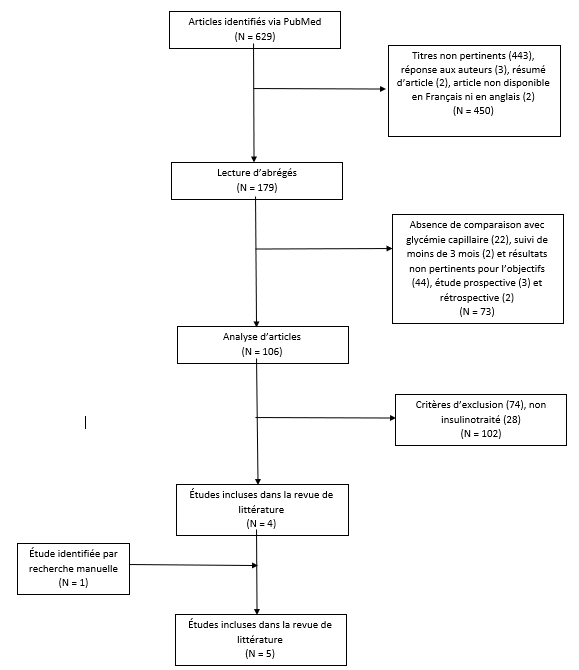 Articles identifiés via PubMed
(N = 629)
Titres non pertinents (443),
réponse aux auteurs (3), résumé
d'article (2), article non disponible
en Français ni en anglais (2)
(N = 450)
Lecture d'abrégés
(N = 179)
Absence de comparaison avec
glycémie capillaire (22), suivi de
moins de 3 mois (2) et résultats
non pertinents pour l'objectifs
(44), étude prospective (3) et
rétrospective (2)
(N = 73)
Analyse d'articles
(N = 106)
Critères d'exclusion (74), non
insulinotraité (28)
(N = 102)
Études incluses dans la revue de
littérature
(N = 4)
Étude identifiée par
recherche manuelle
(N = 1)
Études incluses dans la revue de
littérature
(N = 5)